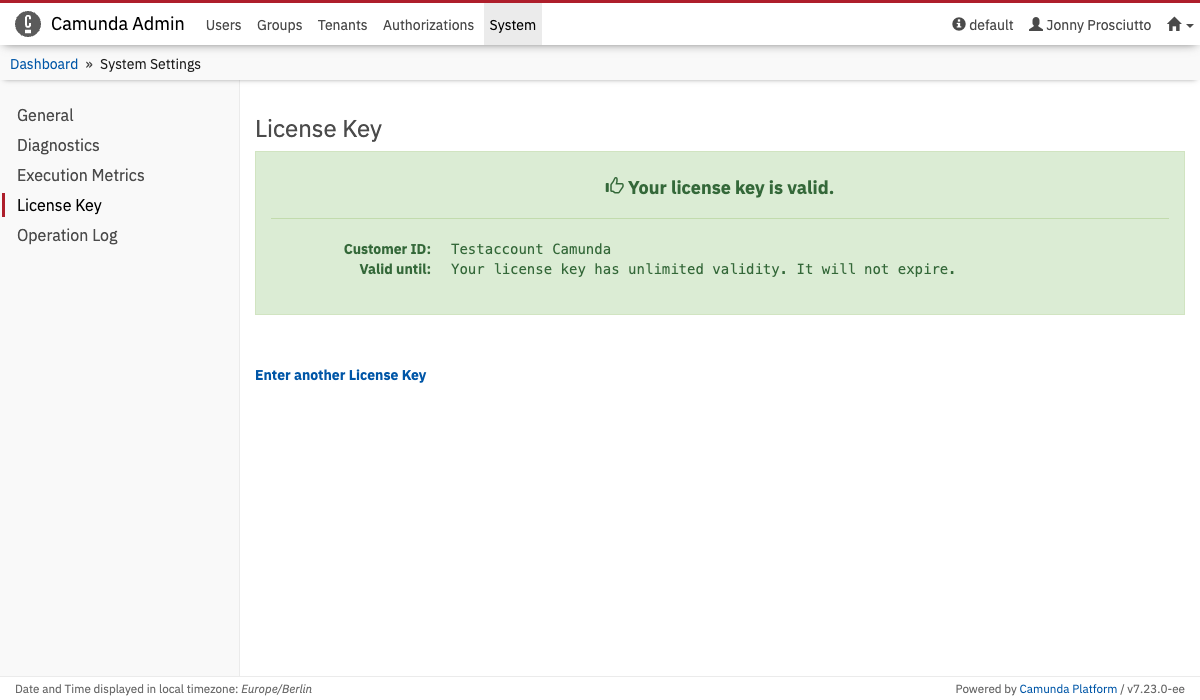 Camunda Admin Users Groups Tenants Authorizations System default Jonny Prosciutto
Dashboard » System Settings
General
Diagnostics
Execution Metrics
License Key
Operation Log
License Key
Your license key is valid.
Customer ID: Testaccount Camunda
Valid until: Your license key has unlimited validity. It will not expire.
Enter another License Key
Date and Time displayed in local timezone: Europe/Berlin
Powered by Camunda Platform / v7.23.0-ee